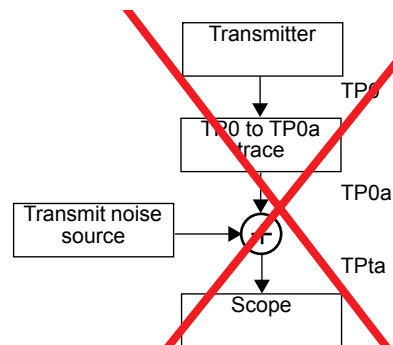 Transmitter
TP0
TP0 to TP0a
trace
TP0a
Transmit noise
source
+
TPta
Scope